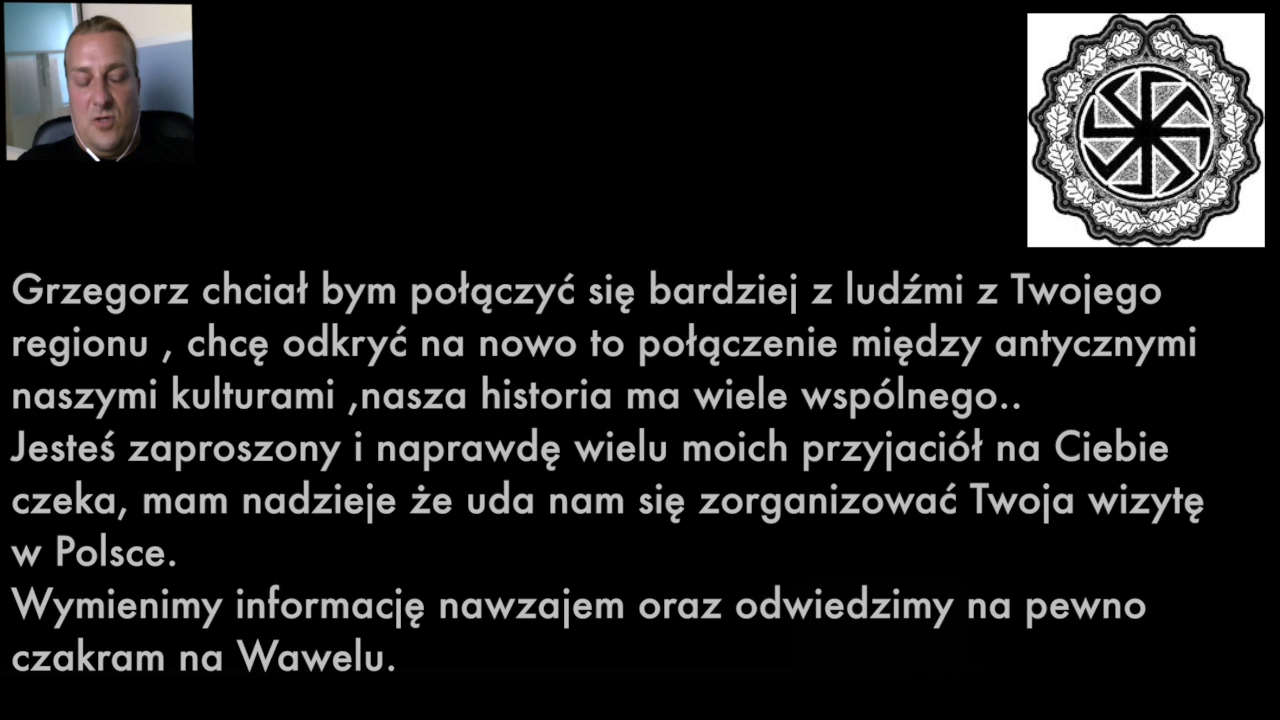 Grzegorz chciał bym połączyć się bardziej z ludźmi z Twojego
regionu , chcę odkryć na nowo to połączenie między antycznymi
naszymi kulturami ,nasza historia ma wiele wspólnego..
Jesteś zaproszony i naprawdę wielu moich przyjaciół na Ciebie
czeka, mam nadzieje że uda nam się zorganizować Twoja wizytę
w Polsce.
Wymienimy informację nawzajem oraz odwiedzimy na pewno
czakram na Wawelu.